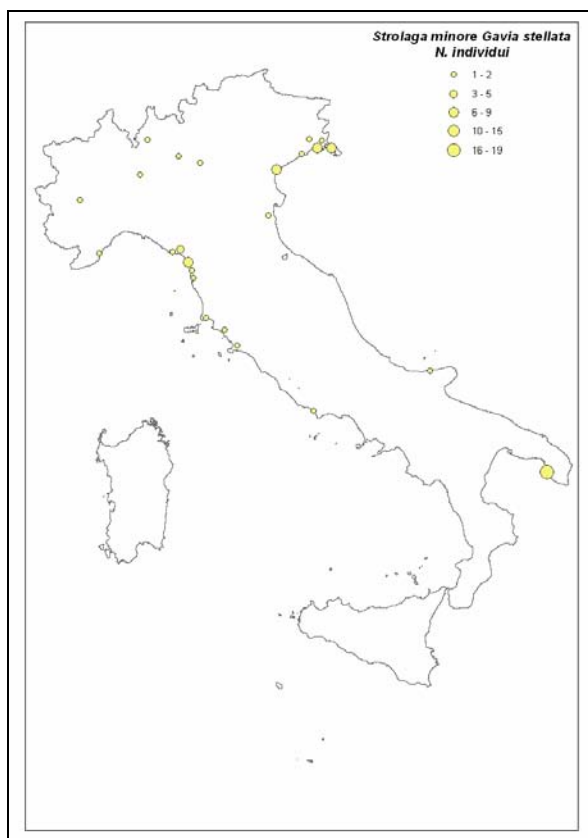 Strolaga minore Gavia stellata
N. individui
1 - 2
3 - 5
6 - 9
10 - 15
16 - 19